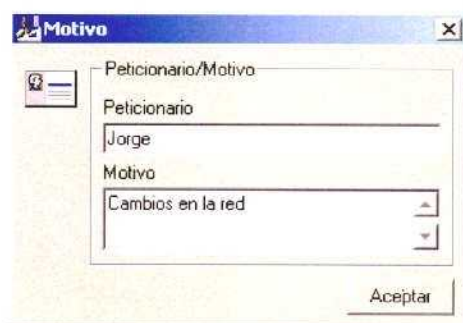 Motivo
Peticionario/Motivo
Peticionario
Jorge
Motivo
Cambios en la red
Aceptar